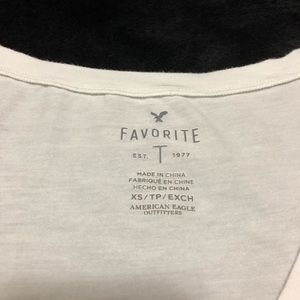 FAVORITE
EST. T 1977
MADE IN CHINA
FABRIQUÉ EN CHINE
HECHO EN CHINA
XS/TP/EXCH
AMERICAN EAGLE
OUTFITTERS